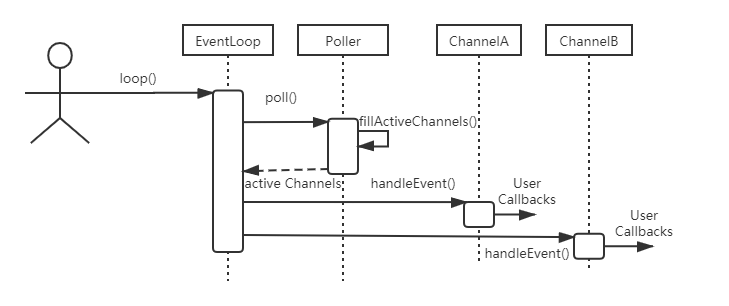 EventLoop
Poller
ChannelA
ChannelB
loop()
poll()
fillActiveChannels()
active Channels
handleEvent()
User
Callbacks
User
Callbacks
handleEvent()